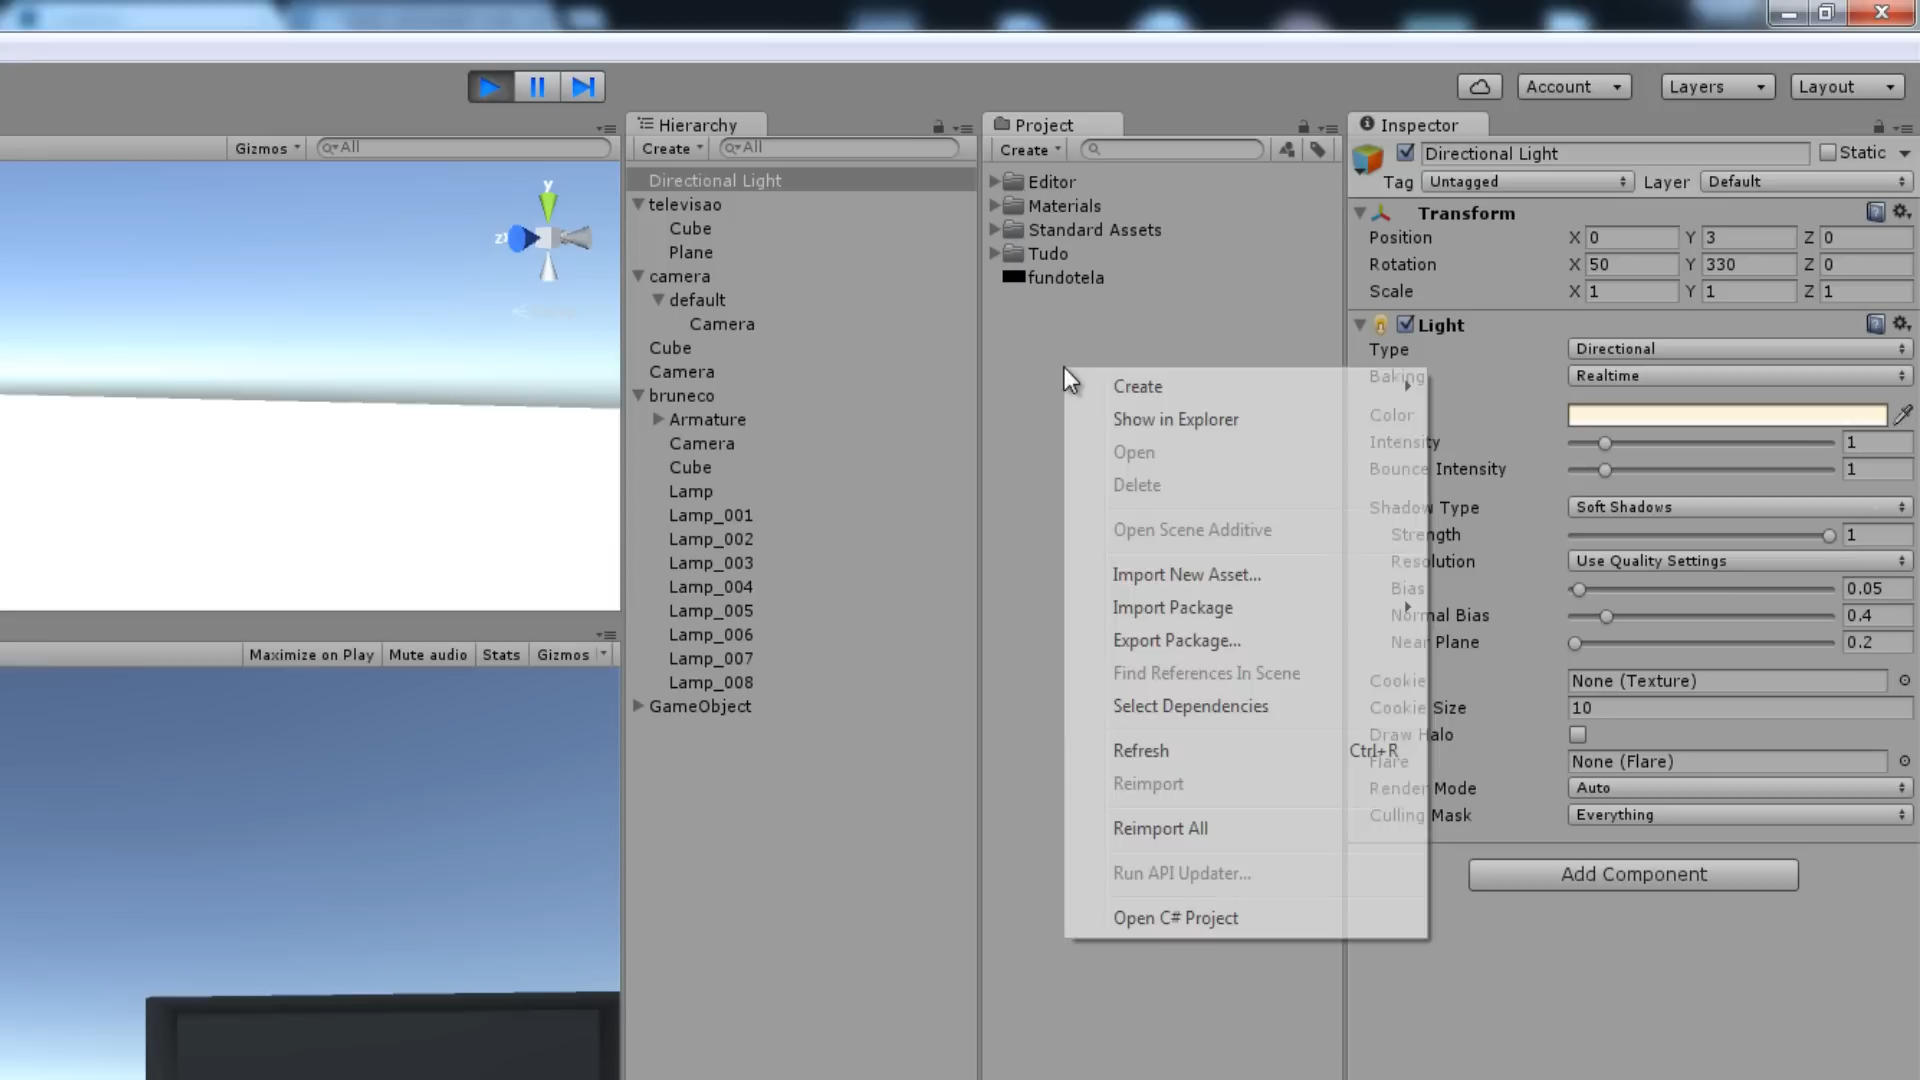 Account
Layers
Layout
Gizmos
All
y
z
Maximize on Play
Mute audio
Stats
Gizmos
Hierarchy
Create
All
Directional Light
televisao
Cube
Plane
camera
default
Camera
Cube
Camera
bruneco
Armature
Camera
Cube
Lamp
Lamp_001
Lamp_002
Lamp_003
Lamp_004
Lamp_005
Lamp_006
Lamp_007
Lamp_008
GameObject
Project
Create
Editor
Materials
Standard Assets
Tudo
fundotela
Create
Show in Explorer
Open
Delete
Open Scene Additive
Import New Asset...
Import Package
Export Package...
Find References In Scene
Select Dependencies
Refresh Ctrl+R
Reimport
Reimport All
Run API Updater...
Open C# Project
Inspector
Directional Light Static
Tag Untagged Layer Default
Transform
Position X 0 Y 3 Z 0
Rotation X 50 Y 330 Z 0
Scale X 1 Y 1 Z 1
Light
Type Directional
Baking Realtime
Color
Intensity 1
Bounce Intensity 1
Shadow Type Soft Shadows
Strength 1
Resolution Use Quality Settings
Bias 0.05
Normal Bias 0.4
Near Plane 0.2
Cookie None (Texture)
Cookie Size 10
Draw Halo
Flare None (Flare)
Render Mode Auto
Culling Mask Everything
Add Component